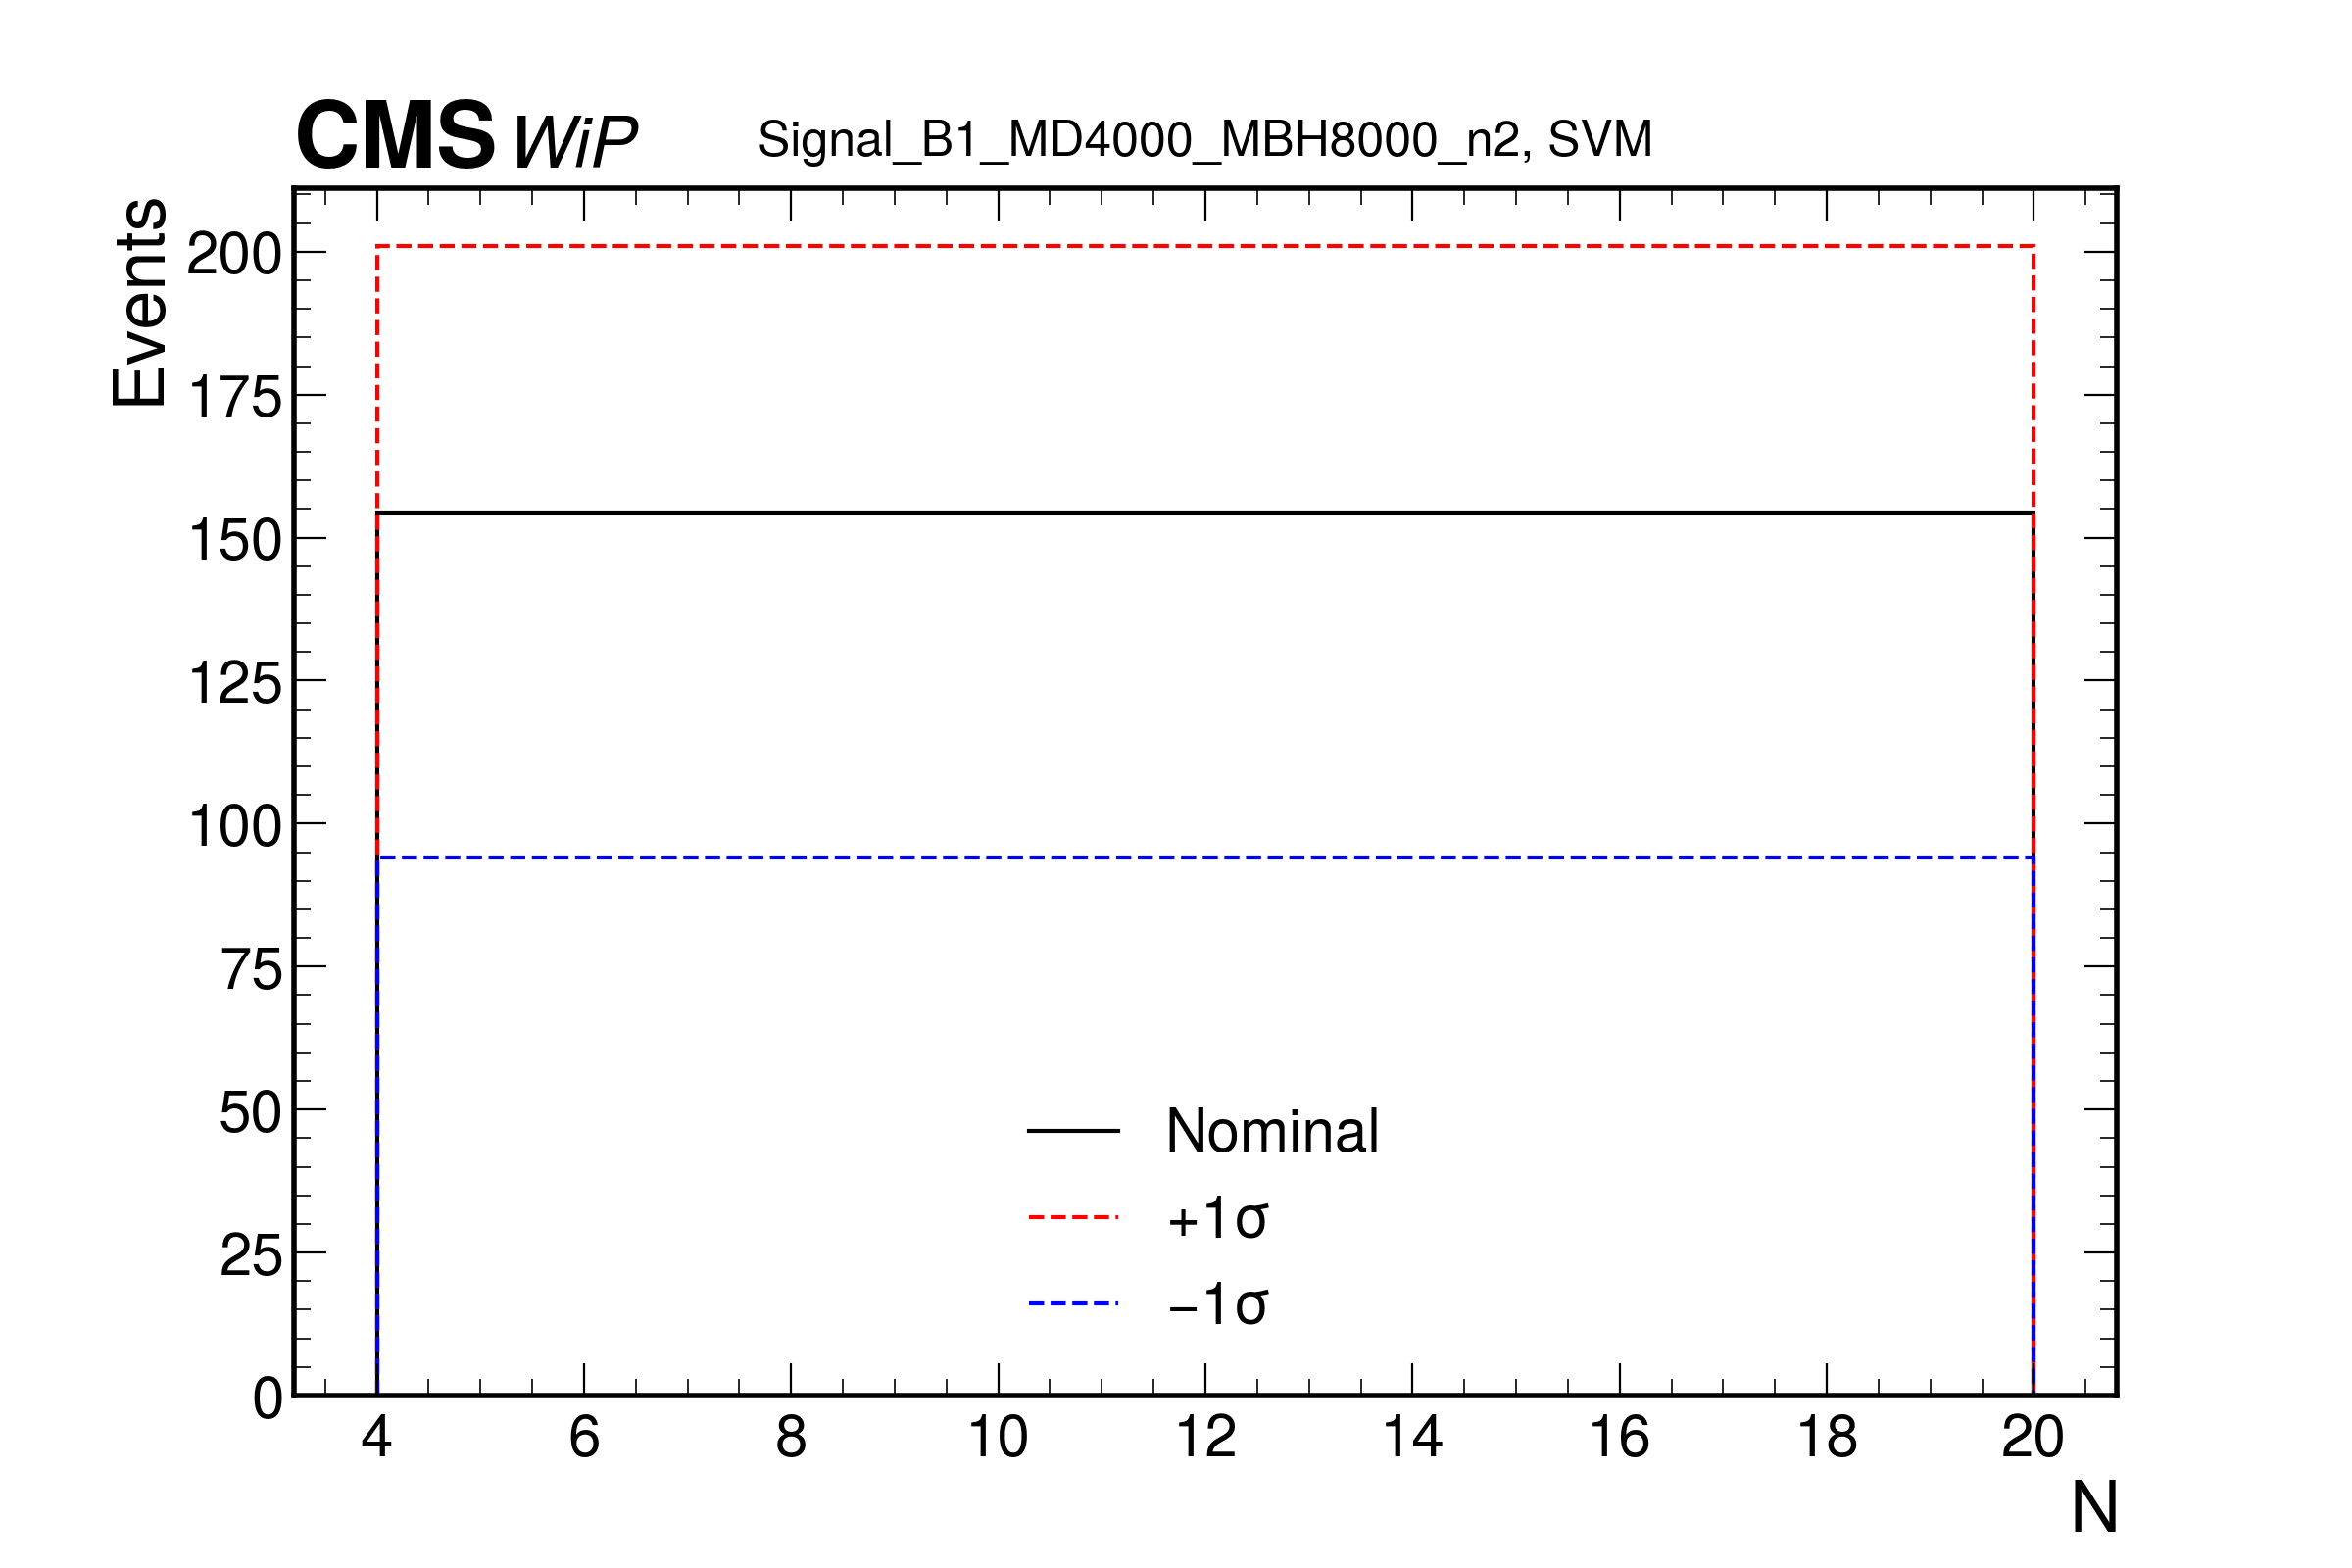 CMS WiP Signal_B1_MD4000_MBH8000_n2, SVM
Events
200
175
150
125
100
75
50
25
0
Nominal
+1σ
−1σ
4 6 8 10 12 14 16 18 20
N